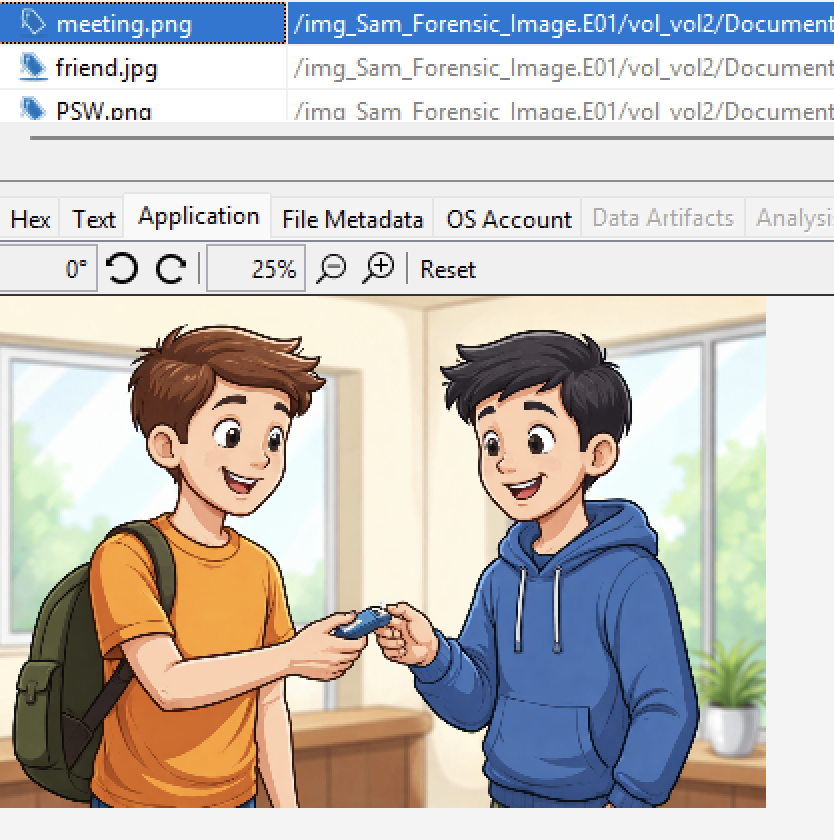 meeting.png /img_Sam_Forensic_Image.E01/vol_vol2/Document
friend.jpg /img_Sam_Forensic_Image.E01/vol_vol2/Document
PSW.png /img_Sam_Forensic_Image.E01/vol_vol2/Document
Hex Text Application File Metadata OS Account Data Artifacts Analysi
0° 25% Reset